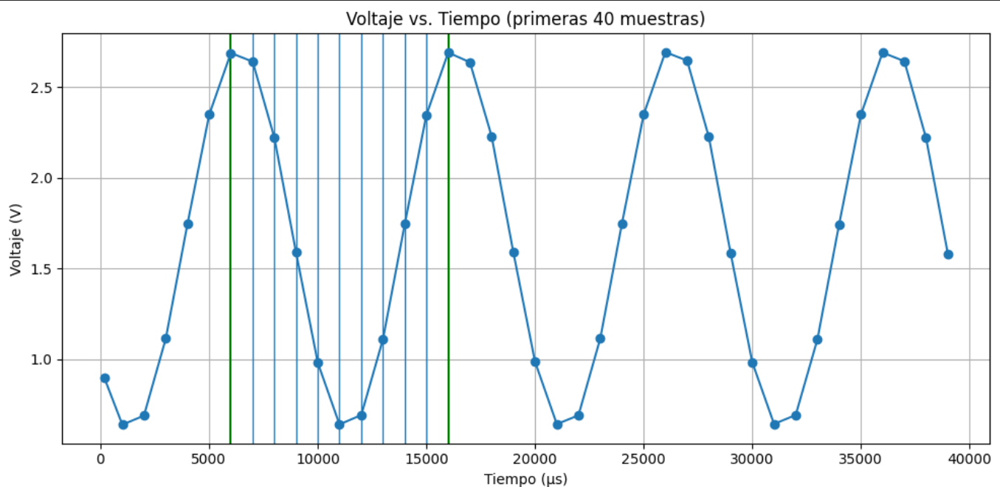 Voltaje vs. Tiempo (primeras 40 muestras)
Voltaje (V)
2.5
2.0
1.5
1.0
0 5000 10000 15000 20000 25000 30000 35000 40000
Tiempo (µs)